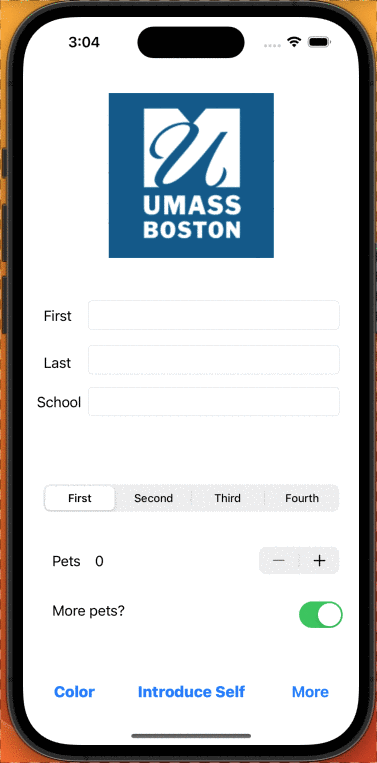 3:04
UMASS
BOSTON
First
Last
School
First Second Third Fourth
Pets 0
More pets?
Color Introduce Self More